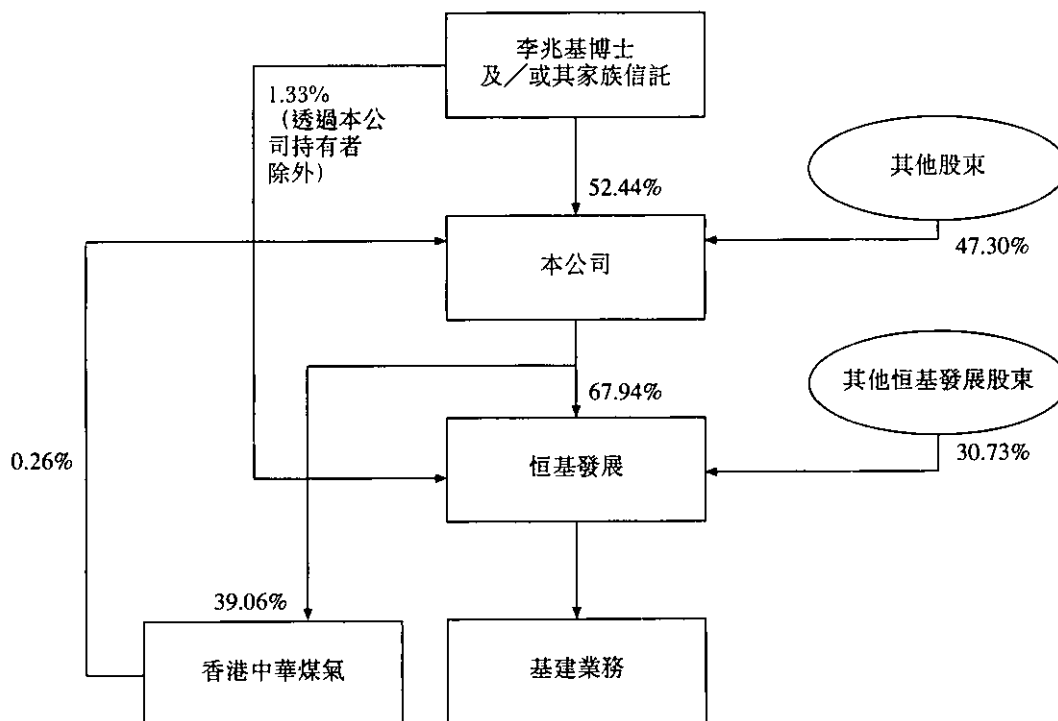 李兆基博士
及／或其家族信託
1.33%
（透過本公
司持有者
除外）
52.44%
其他股東
47.30%
本公司
67.94%
其他恒基發展股東
30.73%
0.26%
恒基發展
39.06%
香港中華煤氣
基建業務